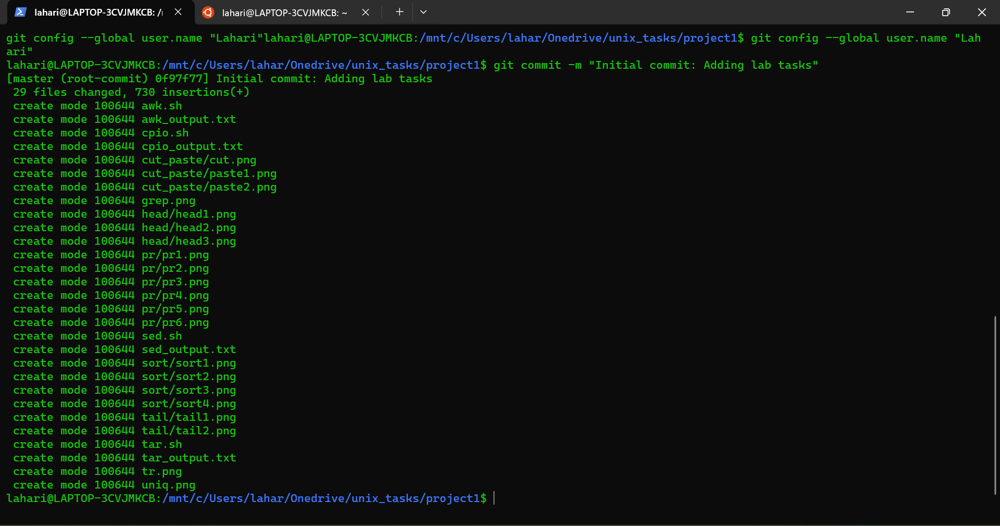 lahari@LAPTOP-3CVJMKCB: /
lahari@LAPTOP-3CVJMKCB: ~
git config --global user.name "Lahari"lahari@LAPTOP-3CVJMKCB:/mnt/c/Users/lahar/Onedrive/unix_tasks/project1$ git config --global user.name "Lah
ari"
lahari@LAPTOP-3CVJMKCB:/mnt/c/Users/lahar/Onedrive/unix_tasks/project1$ git commit -m "Initial commit: Adding lab tasks"
[master (root-commit) 0f97f77] Initial commit: Adding lab tasks
 29 files changed, 730 insertions(+)
 create mode 100644 awk.sh
 create mode 100644 awk_output.txt
 create mode 100644 cpio.sh
 create mode 100644 cpio_output.txt
 create mode 100644 cut_paste/cut.png
 create mode 100644 cut_paste/paste1.png
 create mode 100644 cut_paste/paste2.png
 create mode 100644 grep.png
 create mode 100644 head/head1.png
 create mode 100644 head/head2.png
 create mode 100644 head/head3.png
 create mode 100644 pr/pr1.png
 create mode 100644 pr/pr2.png
 create mode 100644 pr/pr3.png
 create mode 100644 pr/pr4.png
 create mode 100644 pr/pr5.png
 create mode 100644 pr/pr6.png
 create mode 100644 sed.sh
 create mode 100644 sed_output.txt
 create mode 100644 sort/sort1.png
 create mode 100644 sort/sort2.png
 create mode 100644 sort/sort3.png
 create mode 100644 sort/sort4.png
 create mode 100644 tail/tail1.png
 create mode 100644 tail/tail2.png
 create mode 100644 tar.sh
 create mode 100644 tar_output.txt
 create mode 100644 tr.png
 create mode 100644 uniq.png
lahari@LAPTOP-3CVJMKCB:/mnt/c/Users/lahar/Onedrive/unix_tasks/project1$